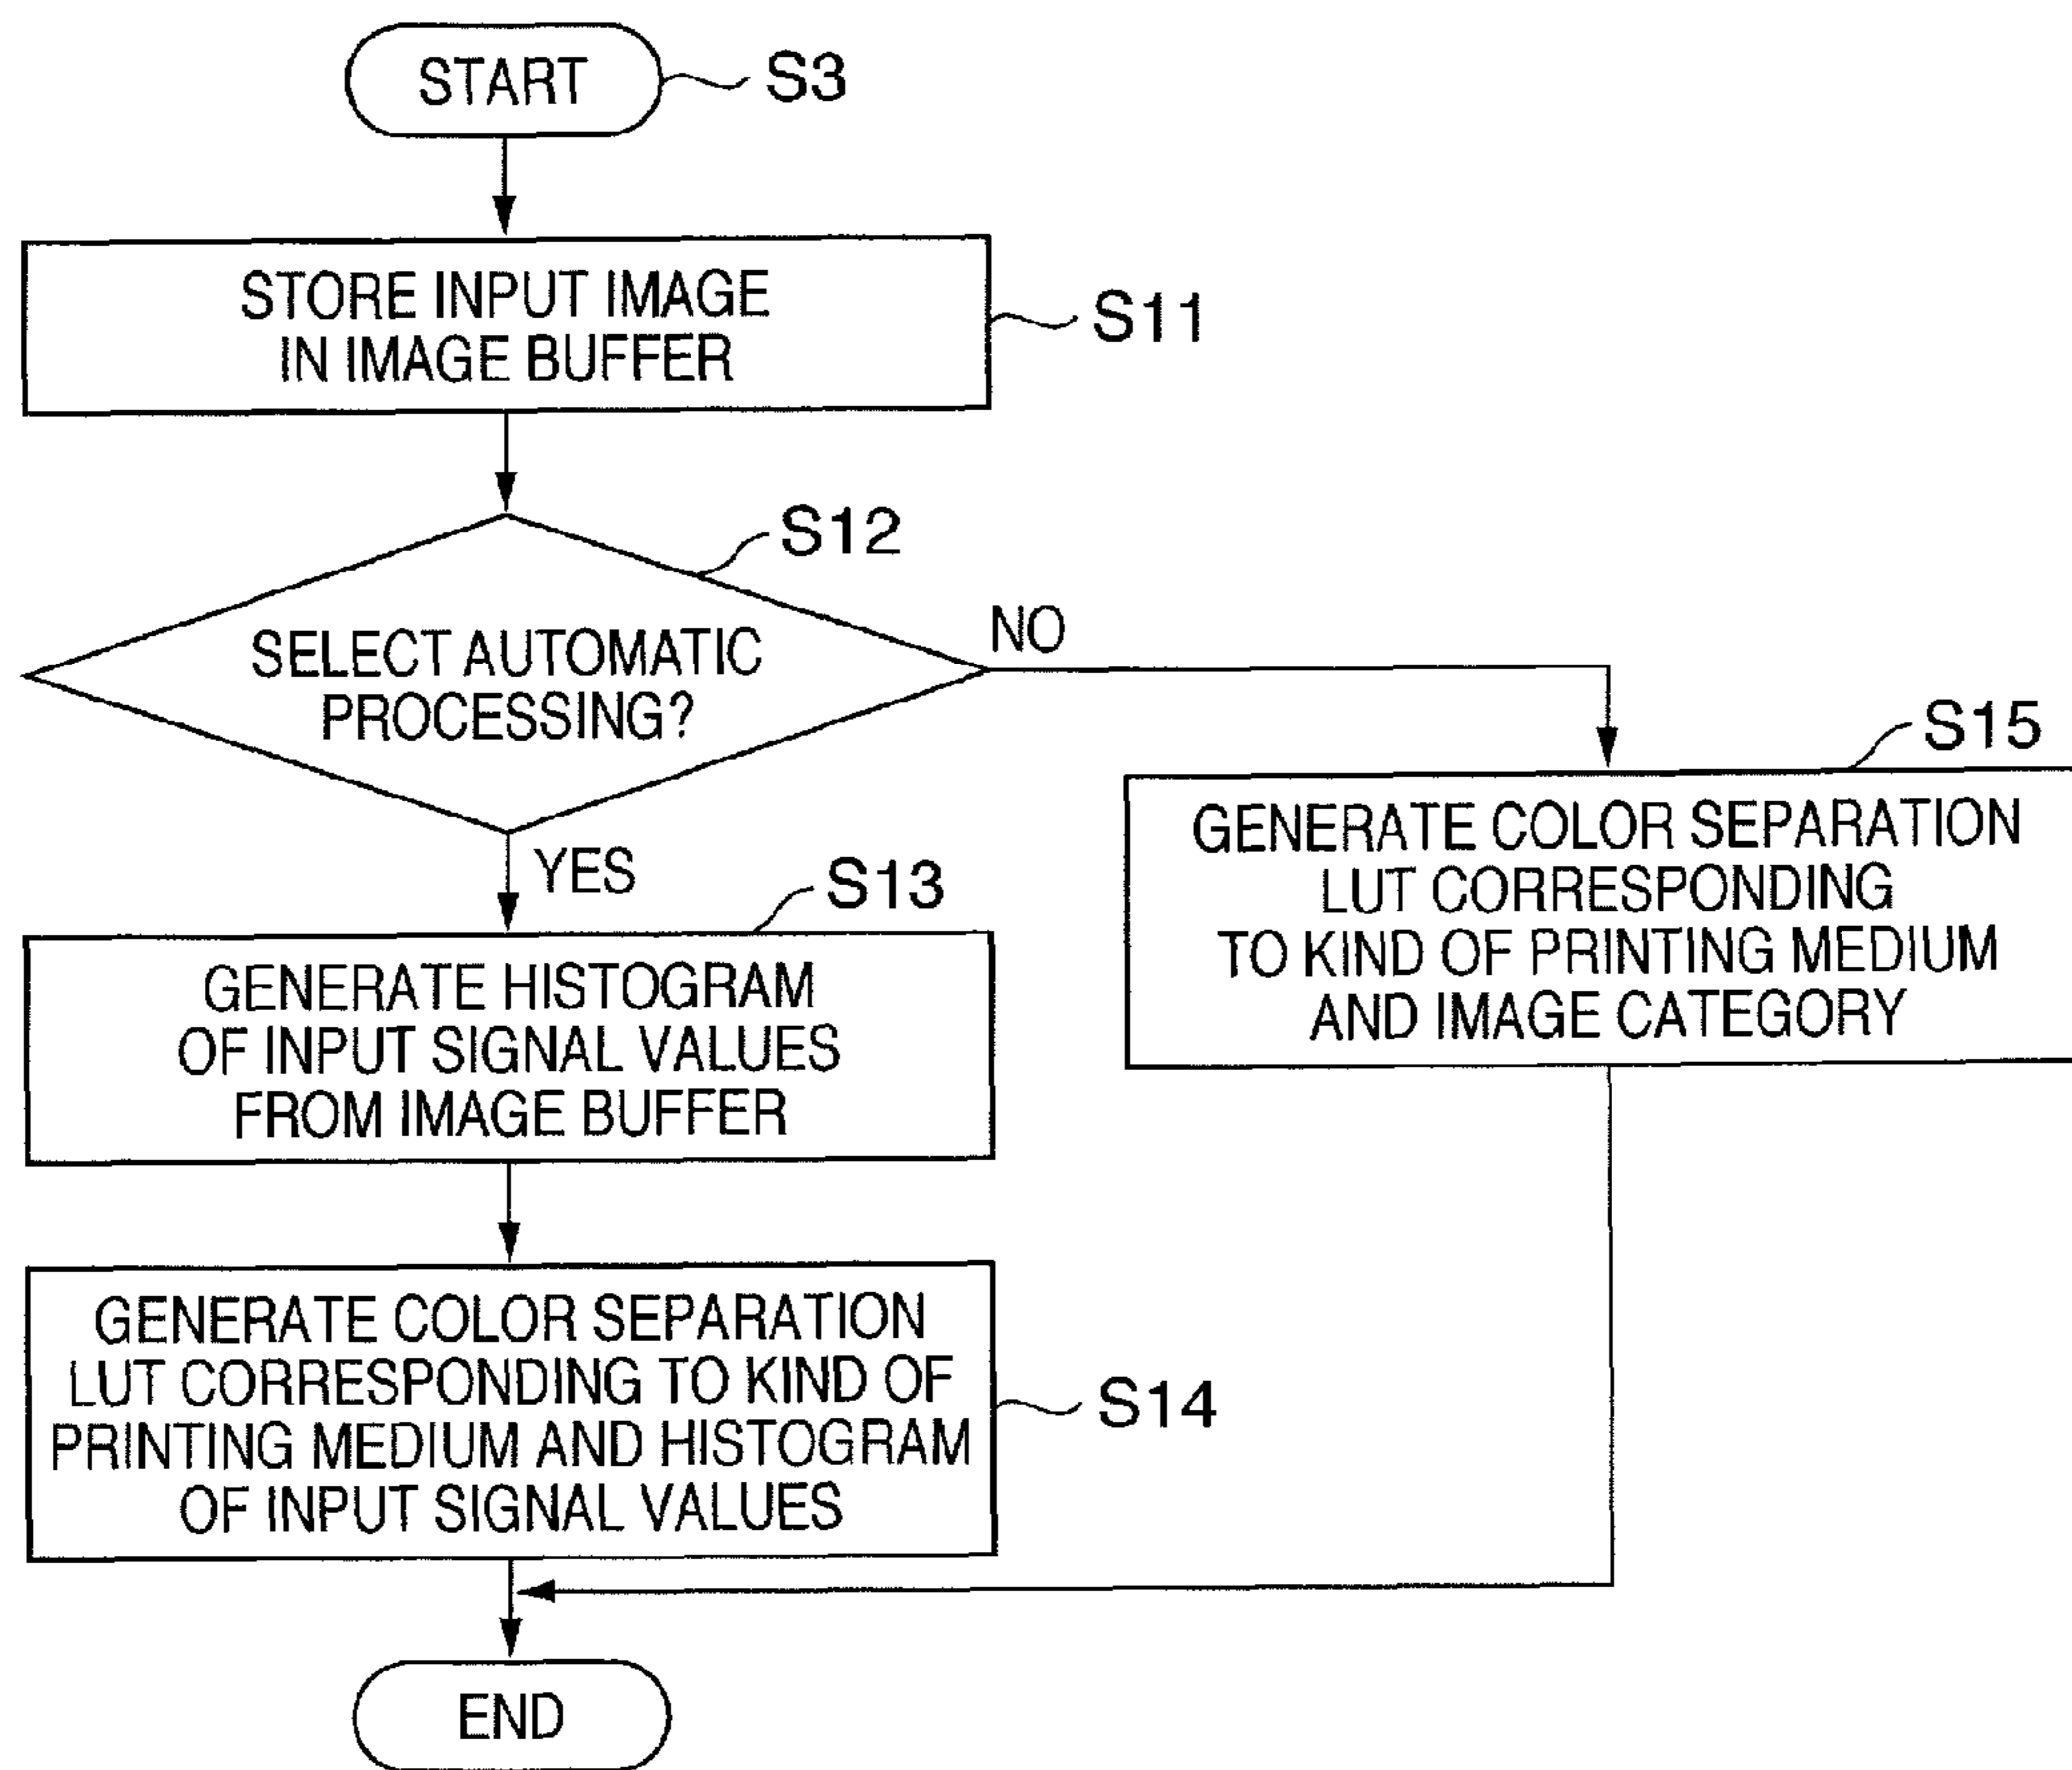 START
S3
STORE INPUT IMAGE
IN IMAGE BUFFER
S11
S12
SELECT AUTOMATIC
PROCESSING?
NO
YES
S13
GENERATE HISTOGRAM
OF INPUT SIGNAL VALUES
FROM IMAGE BUFFER
S15
GENERATE COLOR SEPARATION
LUT CORRESPONDING
TO KIND OF PRINTING MEDIUM
AND IMAGE CATEGORY
GENERATE COLOR SEPARATION
LUT CORRESPONDING TO KIND OF
PRINTING MEDIUM AND HISTOGRAM
OF INPUT SIGNAL VALUES
S14
END